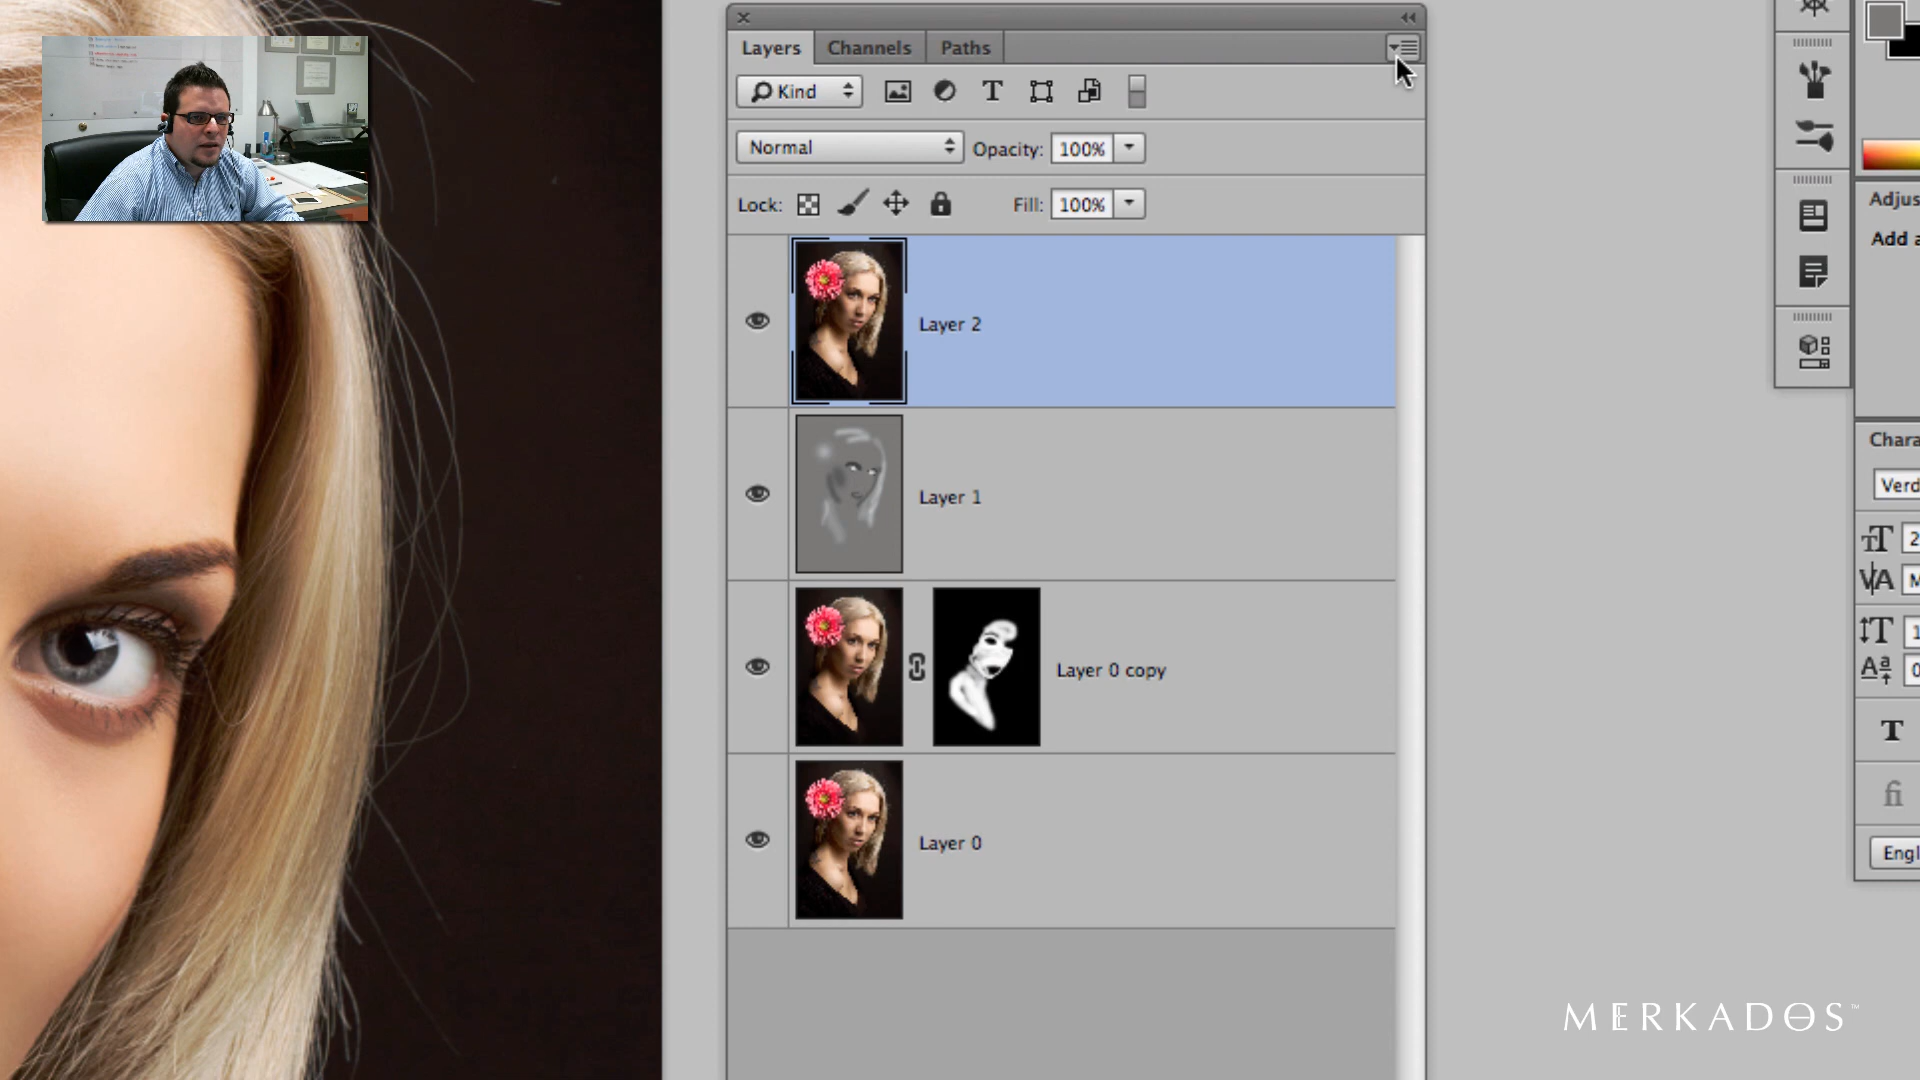 Layers Channels Paths
Kind
Normal Opacity: 100%
Lock: Fill: 100%
Layer 2
Layer 1
Layer 0 copy
Layer 0
Adjus
Add a
Chara
Verd
T
Engl
MERKADOS™